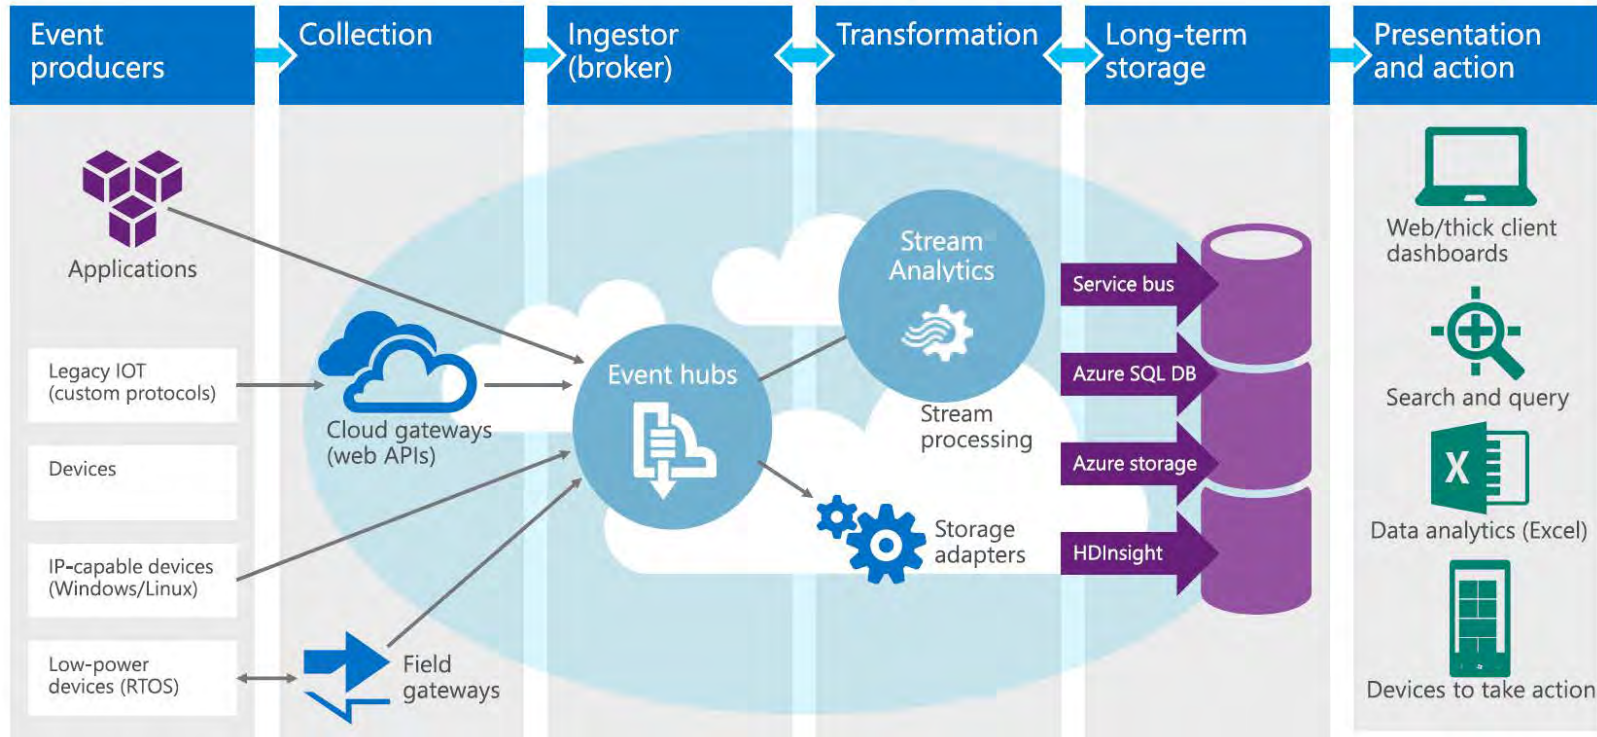 Event
producers
Collection
Ingestor
(broker)
Transformation
Long-term
storage
Presentation
and action
Applications
Legacy IOT
(custom protocols)
Devices
IP-capable devices
(Windows/Linux)
Low-power
devices (RTOS)
Cloud gateways
(web APIs)
Field
gateways
Event hubs
Stream
Analytics
Stream
processing
Storage
adapters
Service bus
Azure SQL DB
Azure storage
HDInsight
Web/thick client
dashboards
Search and query
X
Data analytics (Excel)
Devices to take action